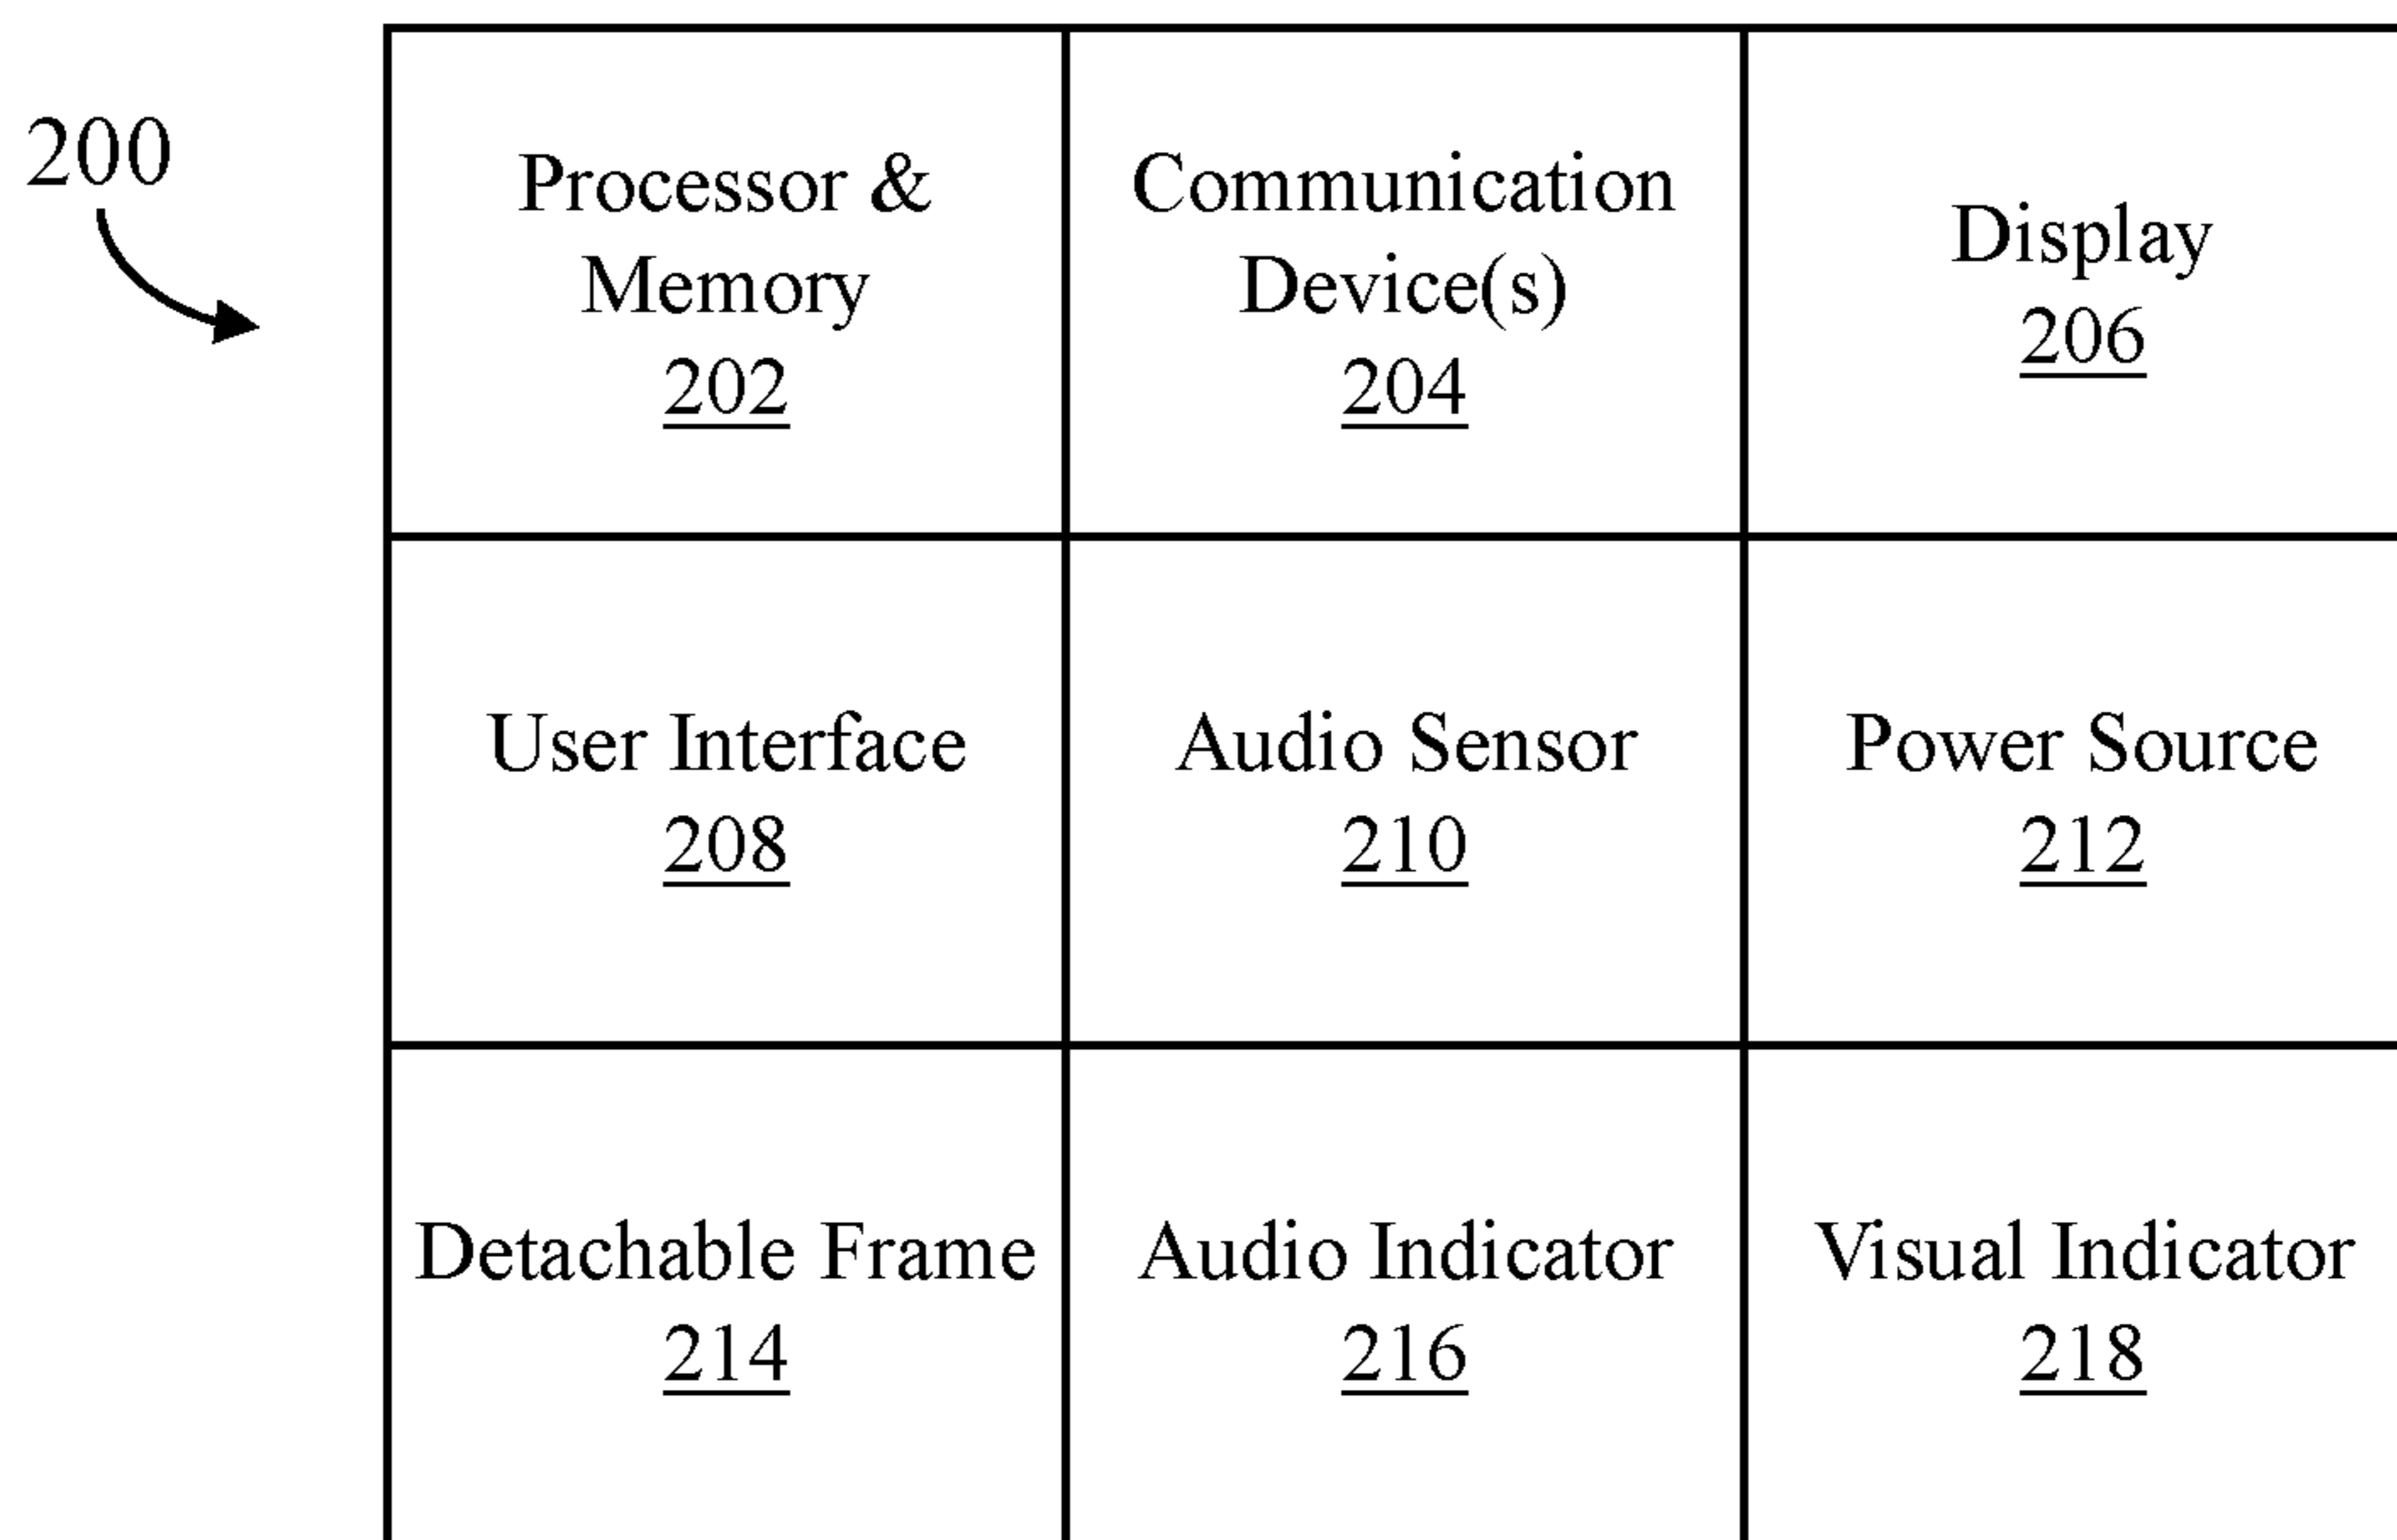 200
Processor &
Memory
202
Communication
Device(s)
204
Display
206
User Interface
208
Audio Sensor
210
Power Source
212
Detachable Frame
214
Audio Indicator
216
Visual Indicator
218